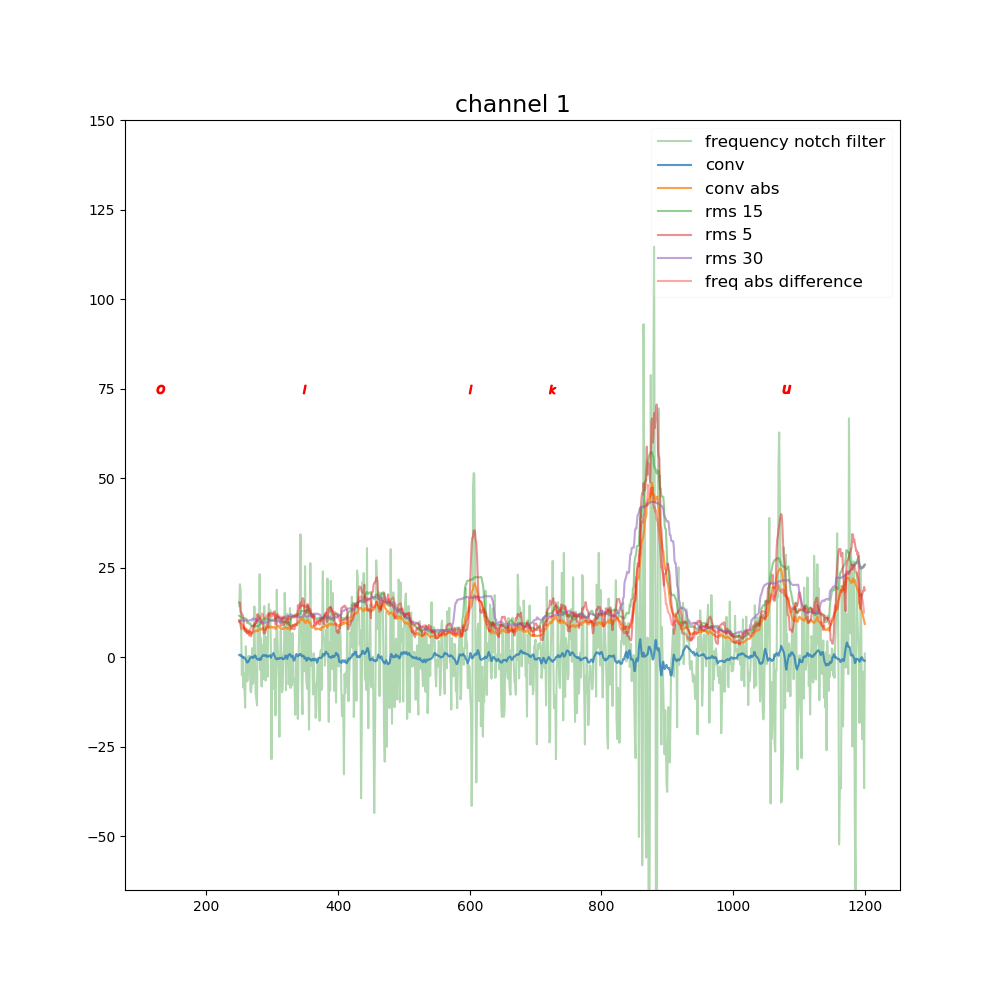 channel 1
150
125
100
75
50
25
0
−25
−50
frequency notch filter
conv
conv abs
rms 15
rms 5
rms 30
freq abs difference
o l l k u
200 400 600 800 1000 1200